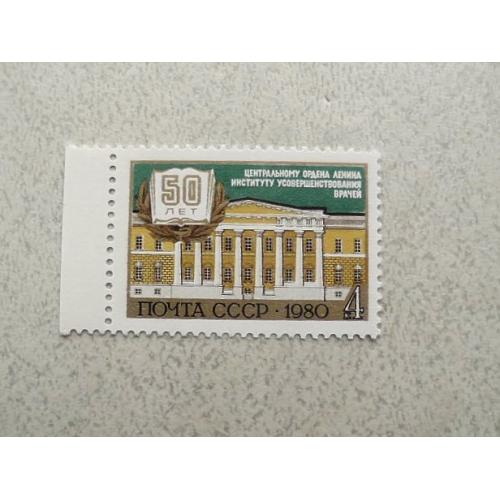 50
ЛЕТ
ЦЕНТРАЛЬНОМУ ОРДЕНА ЛЕНИНА
ИНСТИТУТУ УСОВЕРШЕНСТВОВАНИЯ
ВРАЧЕЙ
ПОЧТА СССР · 1980 4